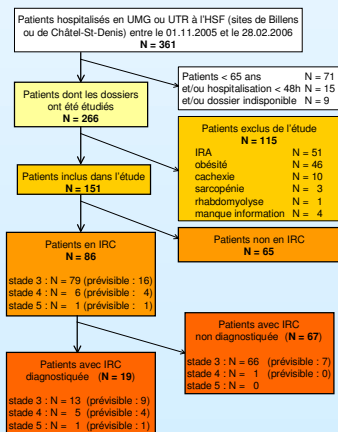 Patients hospitalisés en UMG ou UTR à l'HSF (sites de Billens
ou de Châtel-St-Denis) entre le 01.11.2005 et le 28.02.2006
N = 361
Patients < 65 ans N = 71
et/ou hospitalisation < 48h N = 15
et/ou dossier indisponible N = 9
Patients dont les dossiers
ont été étudiés
N = 266
Patients exclus de l'étude
N = 115
IRA N = 51
obésité N = 46
cachexie N = 10
sarcopénie N = 3
rhabdomyolyse N = 1
manque information N = 4
Patients inclus dans l'étude
N = 151
Patients non en IRC
N = 65
Patients en IRC
N = 86
stade 3 : N = 79 (prévisible : 16)
stade 4 : N = 6 (prévisible : 4)
stade 5 : N = 1 (prévisible : 1)
Patients avec IRC
non diagnostiquée (N = 67)
stade 3 : N = 66 (prévisible : 7)
stade 4 : N = 1 (prévisible : 0)
stade 5 : N = 0
Patients avec IRC
diagnostiquée (N = 19)
stade 3 : N = 13 (prévisible : 9)
stade 4 : N = 5 (prévisible : 4)
stade 5 : N = 1 (prévisible : 1)